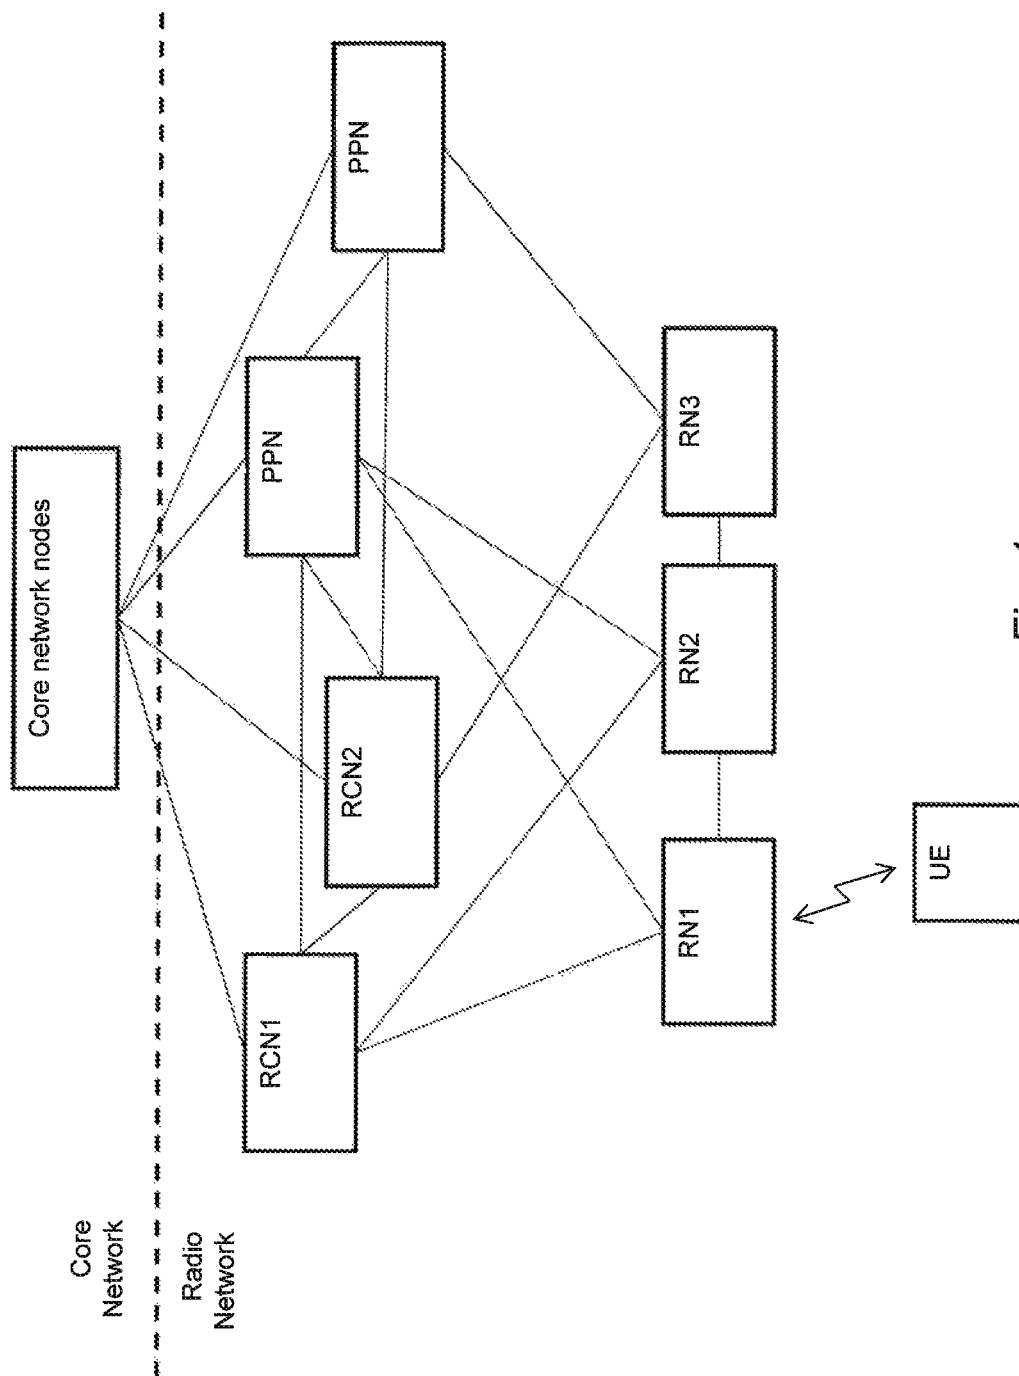 Core network nodes
Core
Network
Radio
Network
RCN1
RCN2
PPN
PPN
RN1
RN2
RN3
UE